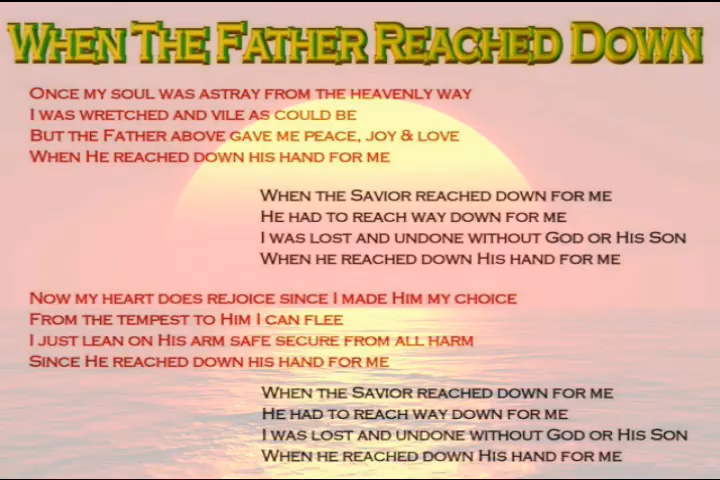 When The Father Reached Down
Once my soul was astray from the heavenly way
I was wretched and vile as could be
But the Father above gave me peace, joy & love
When He reached down his hand for me
When the Savior reached down for me
He had to reach way down for me
I was lost and undone without God or His Son
When he reached down His hand for me
Now my heart does rejoice since I made Him my choice
From the tempest to Him I can flee
I just lean on His arm safe secure from all harm
Since He reached down his hand for me
When the Savior reached down for me
He had to reach way down for me
I was lost and undone without God or His Son
When he reached down His hand for me